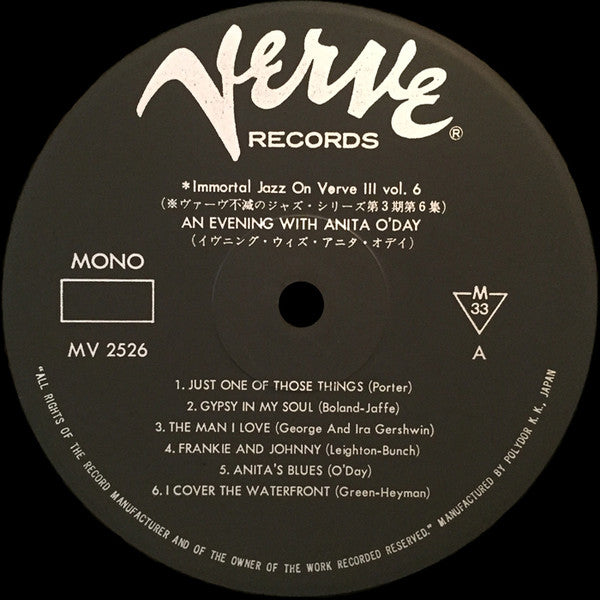 Verve
RECORDS ®
*Immortal Jazz On Verve III vol. 6
(※ヴァーヴ不滅のジャズ・シリーズ第3期第6集)
AN EVENING WITH ANITA O'DAY
(イヴニング・ウィズ・アニタ・オデイ)
MONO
MV 2526
M
33
A
1. JUST ONE OF THOSE THINGS (Porter)
2. GYPSY IN MY SOUL (Boland-Jaffe)
3. THE MAN I LOVE (George And Ira Gershwin)
4. FRANKIE AND JOHNNY (Leighton-Bunch)
5. ANITA'S BLUES (O'Day)
6. I COVER THE WATERFRONT (Green-Heyman)
"ALL RIGHTS OF THE RECORD MANUFACTURER AND OF THE OWNER OF THE WORK RECORDED RESERVED." MANUFACTURED BY POLYDOR K. K., JAPAN